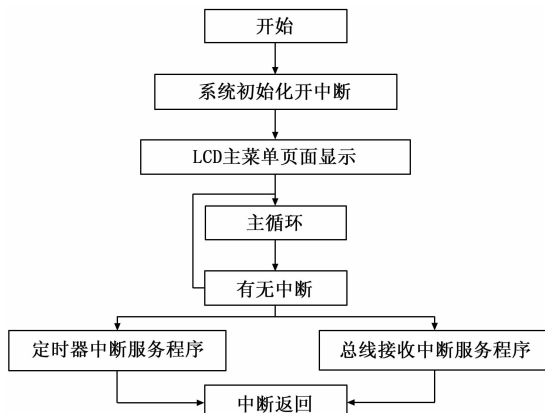 开始
系统初始化开中断
LCD主菜单页面显示
主循环
有无中断
定时器中断服务程序
总线接收中断服务程序
中断返回